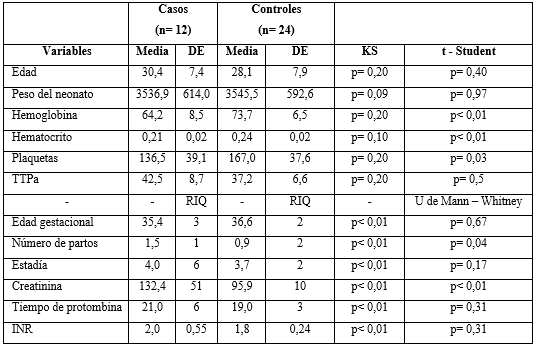 Casos Controles
(n= 12) (n= 24)
Variables Media DE Media DE KS t - Student
Edad 30,4 7,4 28,1 7,9 p= 0,20 p= 0,40
Peso del neonato 3536,9 614,0 3545,5 592,6 p= 0,09 p= 0,97
Hemoglobina 64,2 8,5 73,7 6,5 p= 0,20 p< 0,01
Hematocrito 0,21 0,02 0,24 0,02 p= 0,10 p< 0,01
Plaquetas 136,5 39,1 167,0 37,6 p= 0,20 p= 0,03
TTPa 42,5 8,7 37,2 6,6 p= 0,20 p= 0,5
- - RIQ - RIQ - U de Mann – Whitney
Edad gestacional 35,4 3 36,6 2 p< 0,01 p= 0,67
Número de partos 1,5 1 0,9 2 p< 0,01 p= 0,04
Estadía 4,0 6 3,7 2 p< 0,01 p= 0,17
Creatinina 132,4 51 95,9 10 p< 0,01 p< 0,01
Tiempo de protombina 21,0 6 19,0 3 p< 0,01 p= 0,31
INR 2,0 0,55 1,8 0,24 p< 0,01 p= 0,31